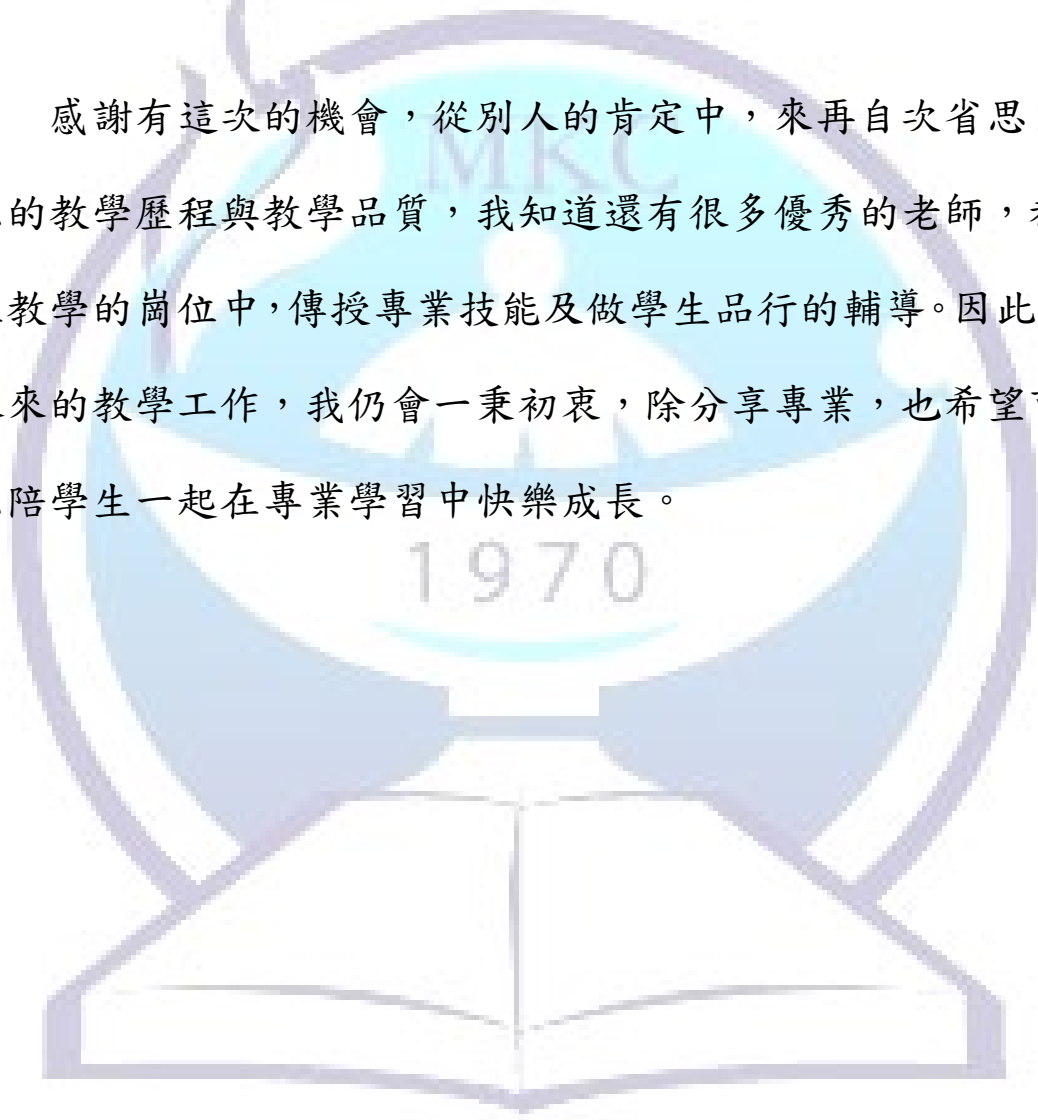 感謝有這次的機會，從別人的肯定中，來再自次省思
的教學歷程與教學品質，我知道還有很多優秀的老師，
教學的崗位中，傳授專業技能及做學生品行的輔導。因此
來的教學工作，我仍會一秉初衷，除分享專業，也希望
陪學生一起在專業學習中快樂成長。
MKC
1970